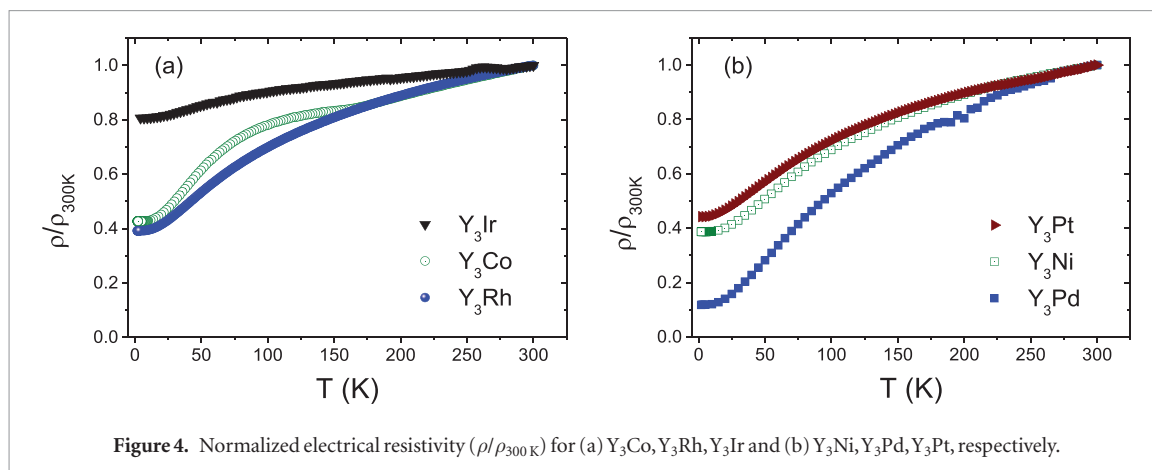 (a)
ρ/ρ300K
1.0
0.8
0.6
0.4
0.2
0.0
Y3Ir
Y3Co
Y3Rh
0 50 100 150 200 250 300
T (K)
(b)
ρ/ρ300K
1.0
0.8
0.6
0.4
0.2
0.0
Y3Pt
Y3Ni
Y3Pd
0 50 100 150 200 250 300
T (K)
Figure 4. Normalized electrical resistivity (ρ/ρ300 K) for (a) Y3Co, Y3Rh, Y3Ir and (b) Y3Ni, Y3Pd, Y3Pt, respectively.